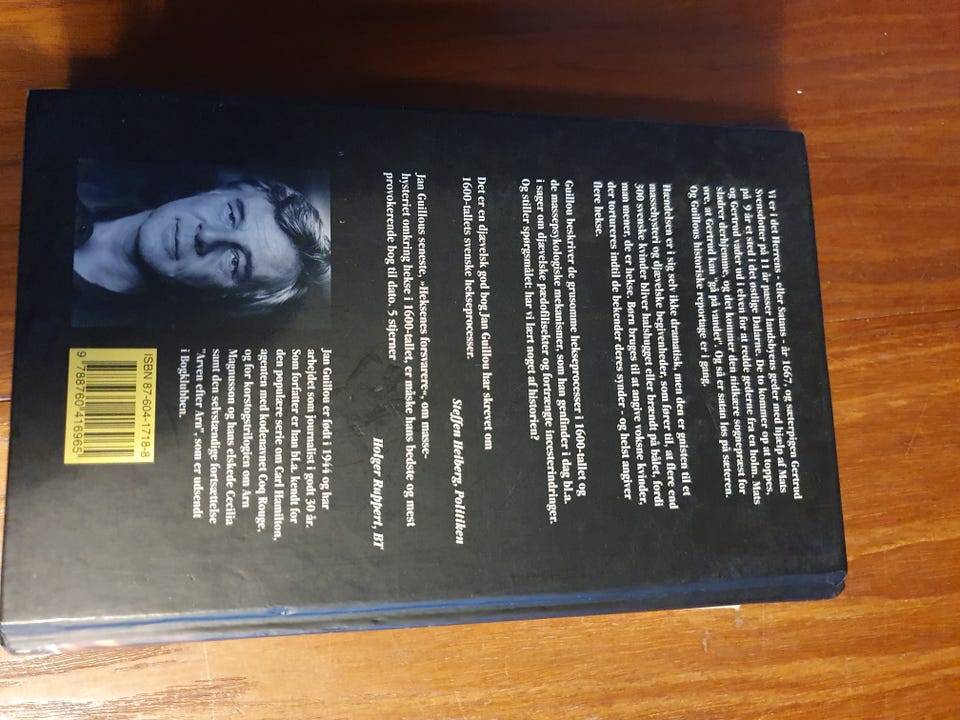 Vi er i det Herrens - eller Satans - år 1667, og sæterpigen Gertrud
Svensdotter på 11 år passer landsbyens geder med hjælp af Mats
på 9 år et sted i det østlige Dalarne. De to kommer op at toppes,
og Gertrud vader ud i elven for at redde gederne fra en holm. Mats
sladrer derhjemme, og det kommer den nidkære sognepræst for
øre, at Geertrud kan "gå på vandet". Og så er satan løs på sæteren.
Og Guillous historiske reportage er i gang.
Hændelsen er i sig selv ikke dramatisk, men den er gnisten til et
massehysteri og djævelske begivenheder, som fører til, at flere end
300 svenske kvinder bliver halshugget eller brændt på bålet, fordi
man mener, de er hekse. Børn bruges til at angive voksne kvinder,
der tortureres indtil de bekender deres synder - og helst angiver
flere hekse.
Guillou beskriver de grusomme hekseprocesser i 1600-tallet og
de massepsykologiske mekanismer, som han genfinder i dag bl.a.
i sager om djævelske pædofilisekter og fortrængte incesterindringer.
Og stiller spørgsmålet: har vi lært noget af historien?
Det er en djævelsk god bog Jan Guillou har skrevet om
1600-tallets svenske hekseprocesser.
Steffen Heiberg, Politiken
Jan Guillous seneste, »Heksenes forsvarere«, om masse-
hysteriet omkring hekse i 1600-tallet, er måske hans bedste og mest
provokerende bog til dato. 5 stjerner
Holger Ruppert, BT
Jan Guillou er født i 1944 og har
arbejdet som journalist i godt 30 år.
Som forfatter er han bl.a. kendt for
den populære serie om Carl Hamilton,
agenten med kodenavnet Coq Rouge,
og for korstogstrilogien om Arn
Magnusson og hans elskede Cecilia
samt den selvstændige fortsættelse
"Arven efter Arn", som er udsendt
i Bogklubben.
ISBN 87-604-1718-8
9 788760 416965